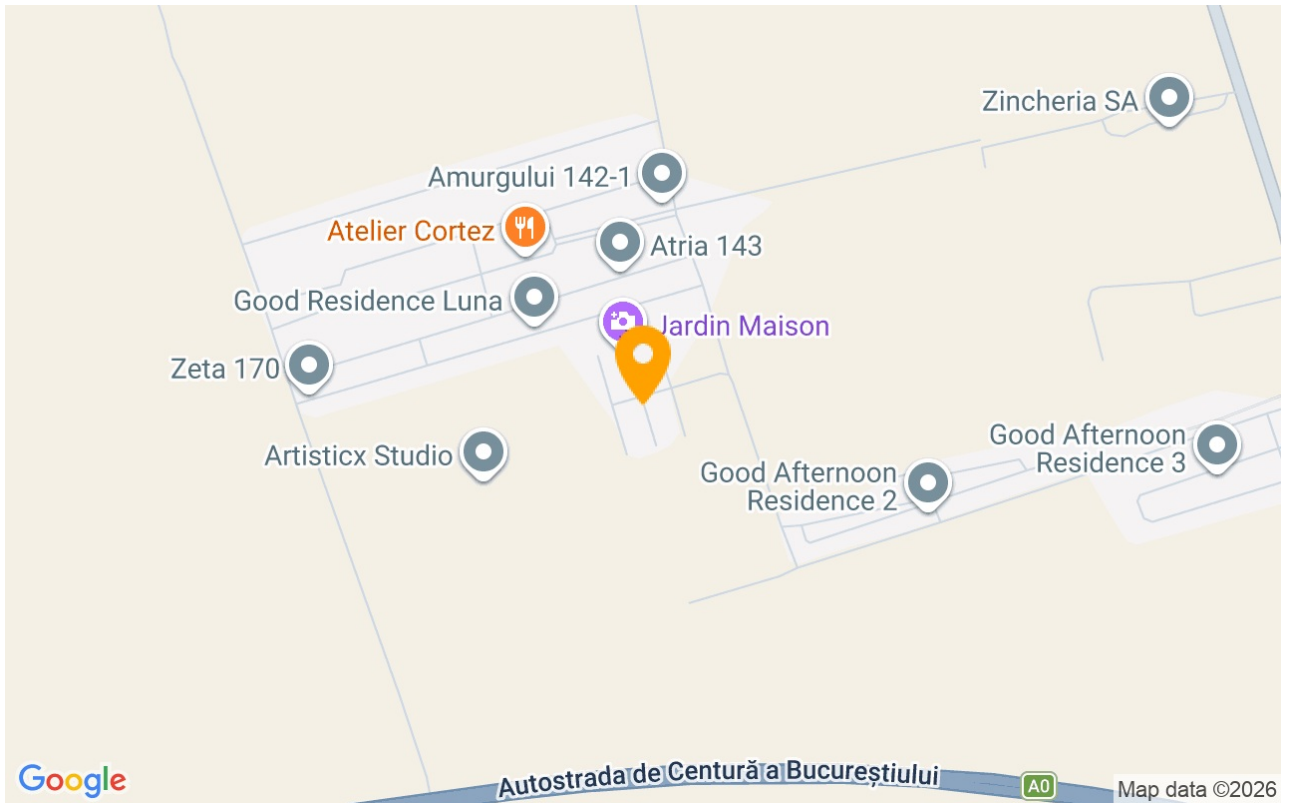 Zincheria SA
Amurgului 142-1
Atelier Cortez
Atria 143
Good Residence Luna
Jardin Maison
Zeta 170
Artisticx Studio
Good Afternoon
Residence 3
Good Afternoon
Residence 2
Autostrada de Centură a Bucureștiului
A0
Google
Map data ©2026